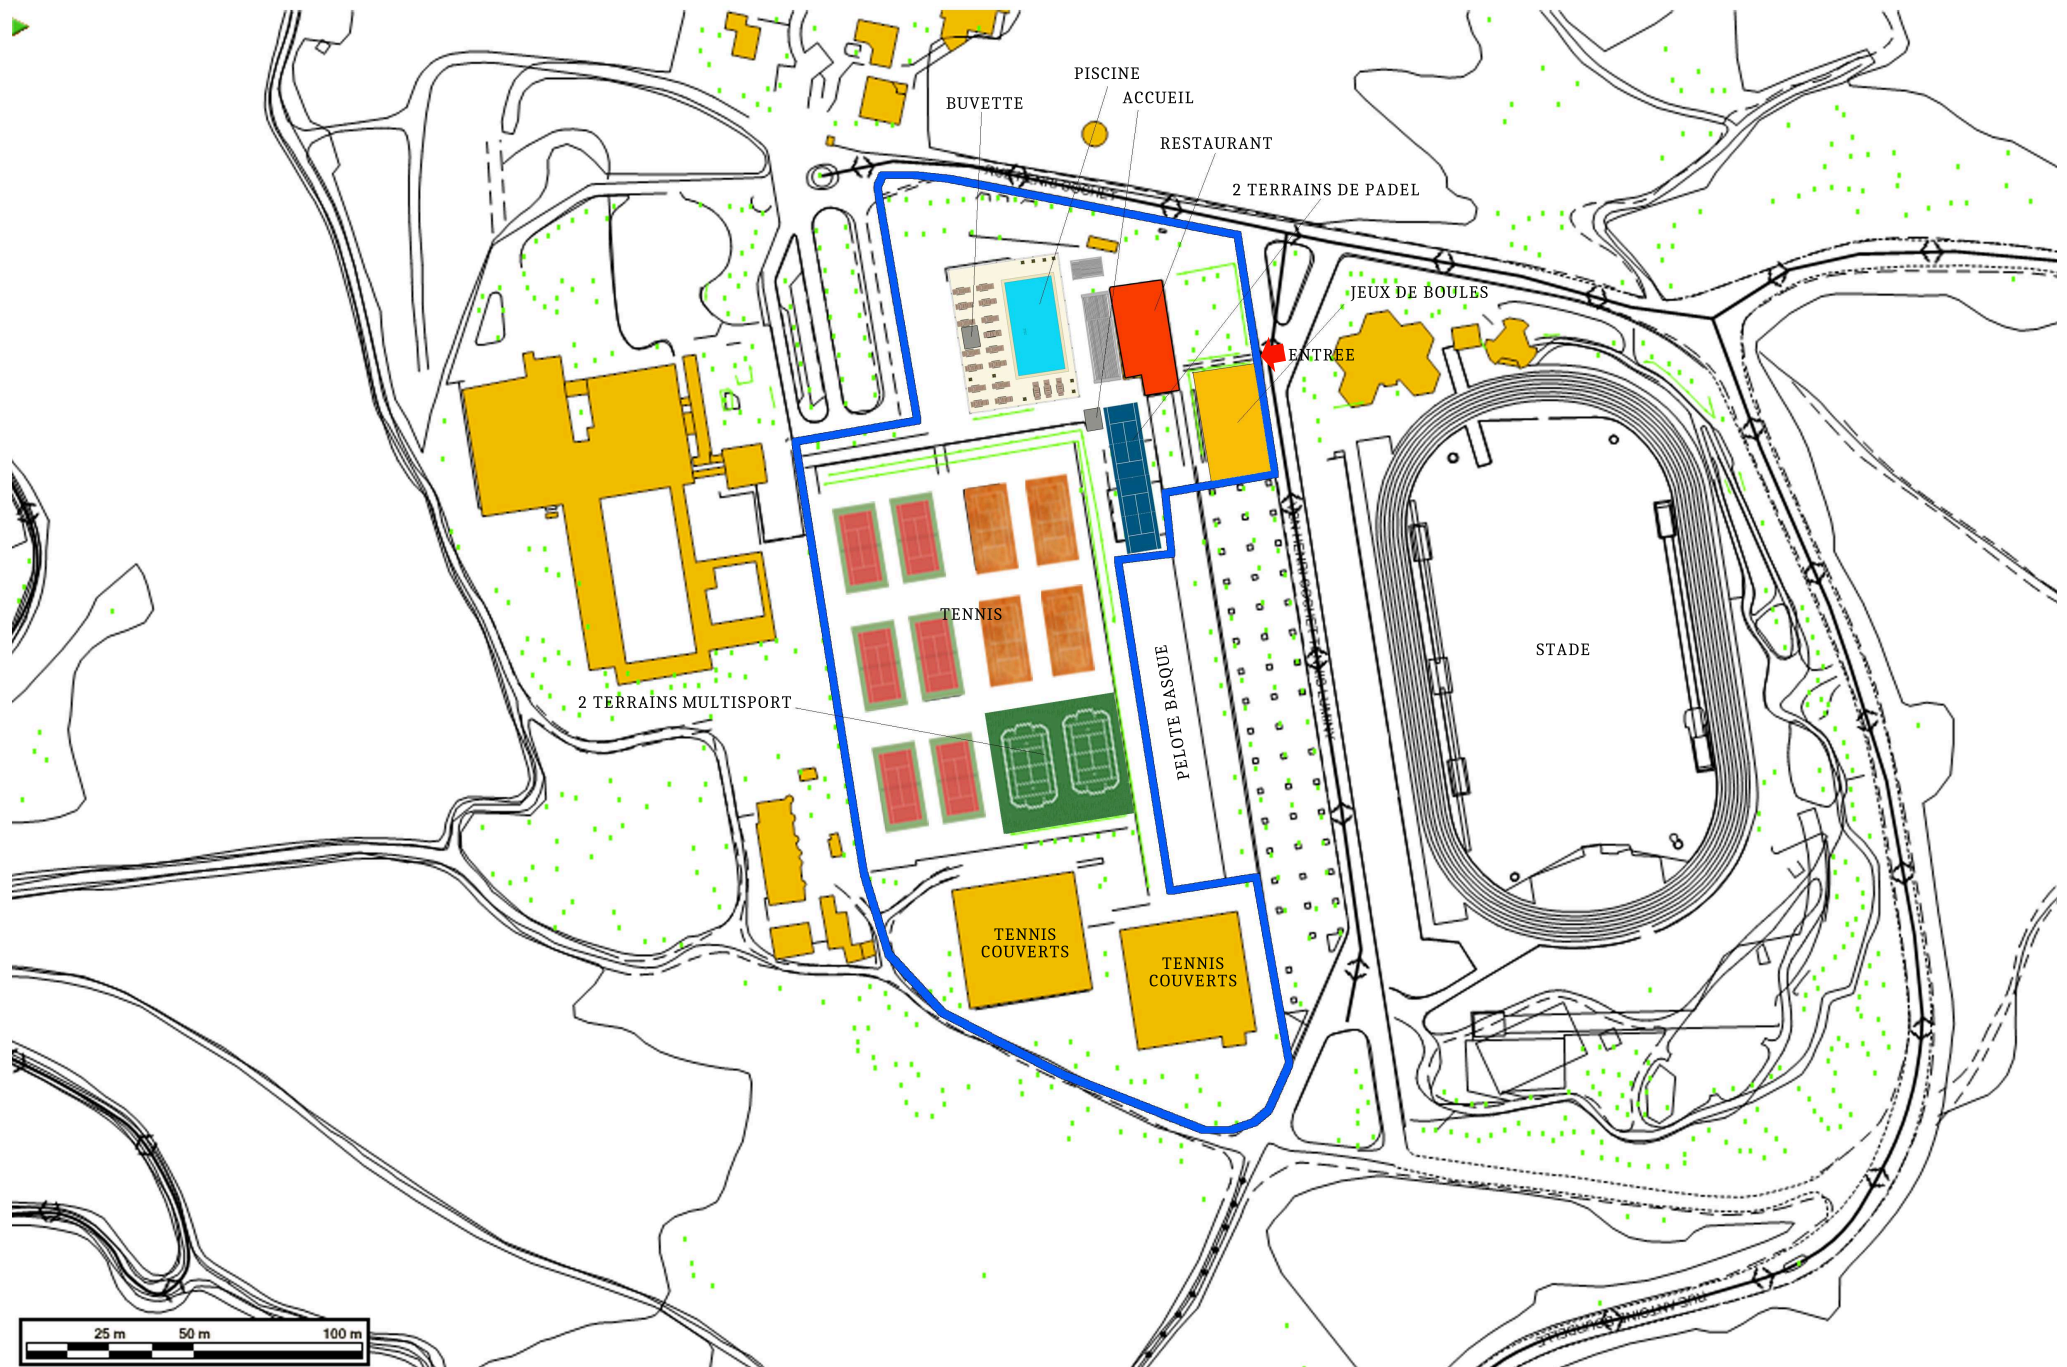 PISCINE
ACCUEIL
BUVETTE
RESTAURANT
2 TERRAINS DE PADEL
JEUX DE BOULES
ENTREE
TENNIS
STADE
2 TERRAINS MULTISPORT
PELOTE BASQUE
TENNIS
COUVERTS
TENNIS
COUVERTS
25 m
50 m
100 m